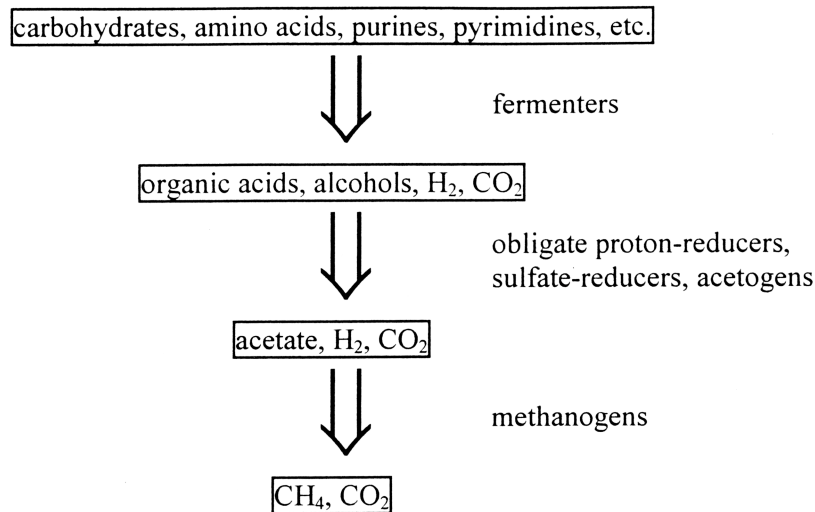 carbohydrates, amino acids, purines, pyrimidines, etc.
fermenters
organic acids, alcohols, H₂, CO₂
obligate proton-reducers,
sulfate-reducers, acetogens
acetate, H₂, CO₂
methanogens
CH₄, CO₂